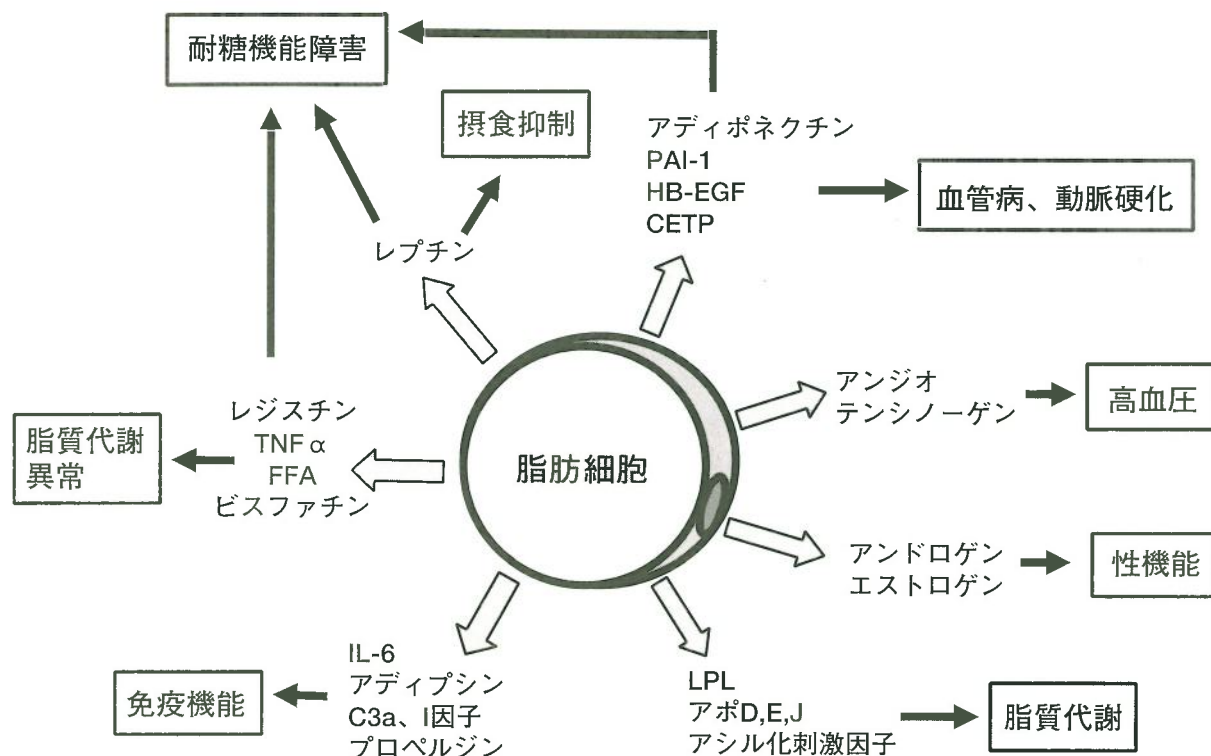 耐糖機能障害
摂食抑制
アディポネクチン
PAI-1
HB-EGF
CETP
血管病、動脈硬化
レプチン
アンジオ
テンシノーゲン
高血圧
レジスチン
TNFα
FFA
ビスファチン
脂質代謝
異常
脂肪細胞
アンドロゲン
エストロゲン
性機能
IL-6
アディプシン
C3a、I因子
プロペルジン
免疫機能
LPL
アポD,E,J
アシル化刺激因子
脂質代謝